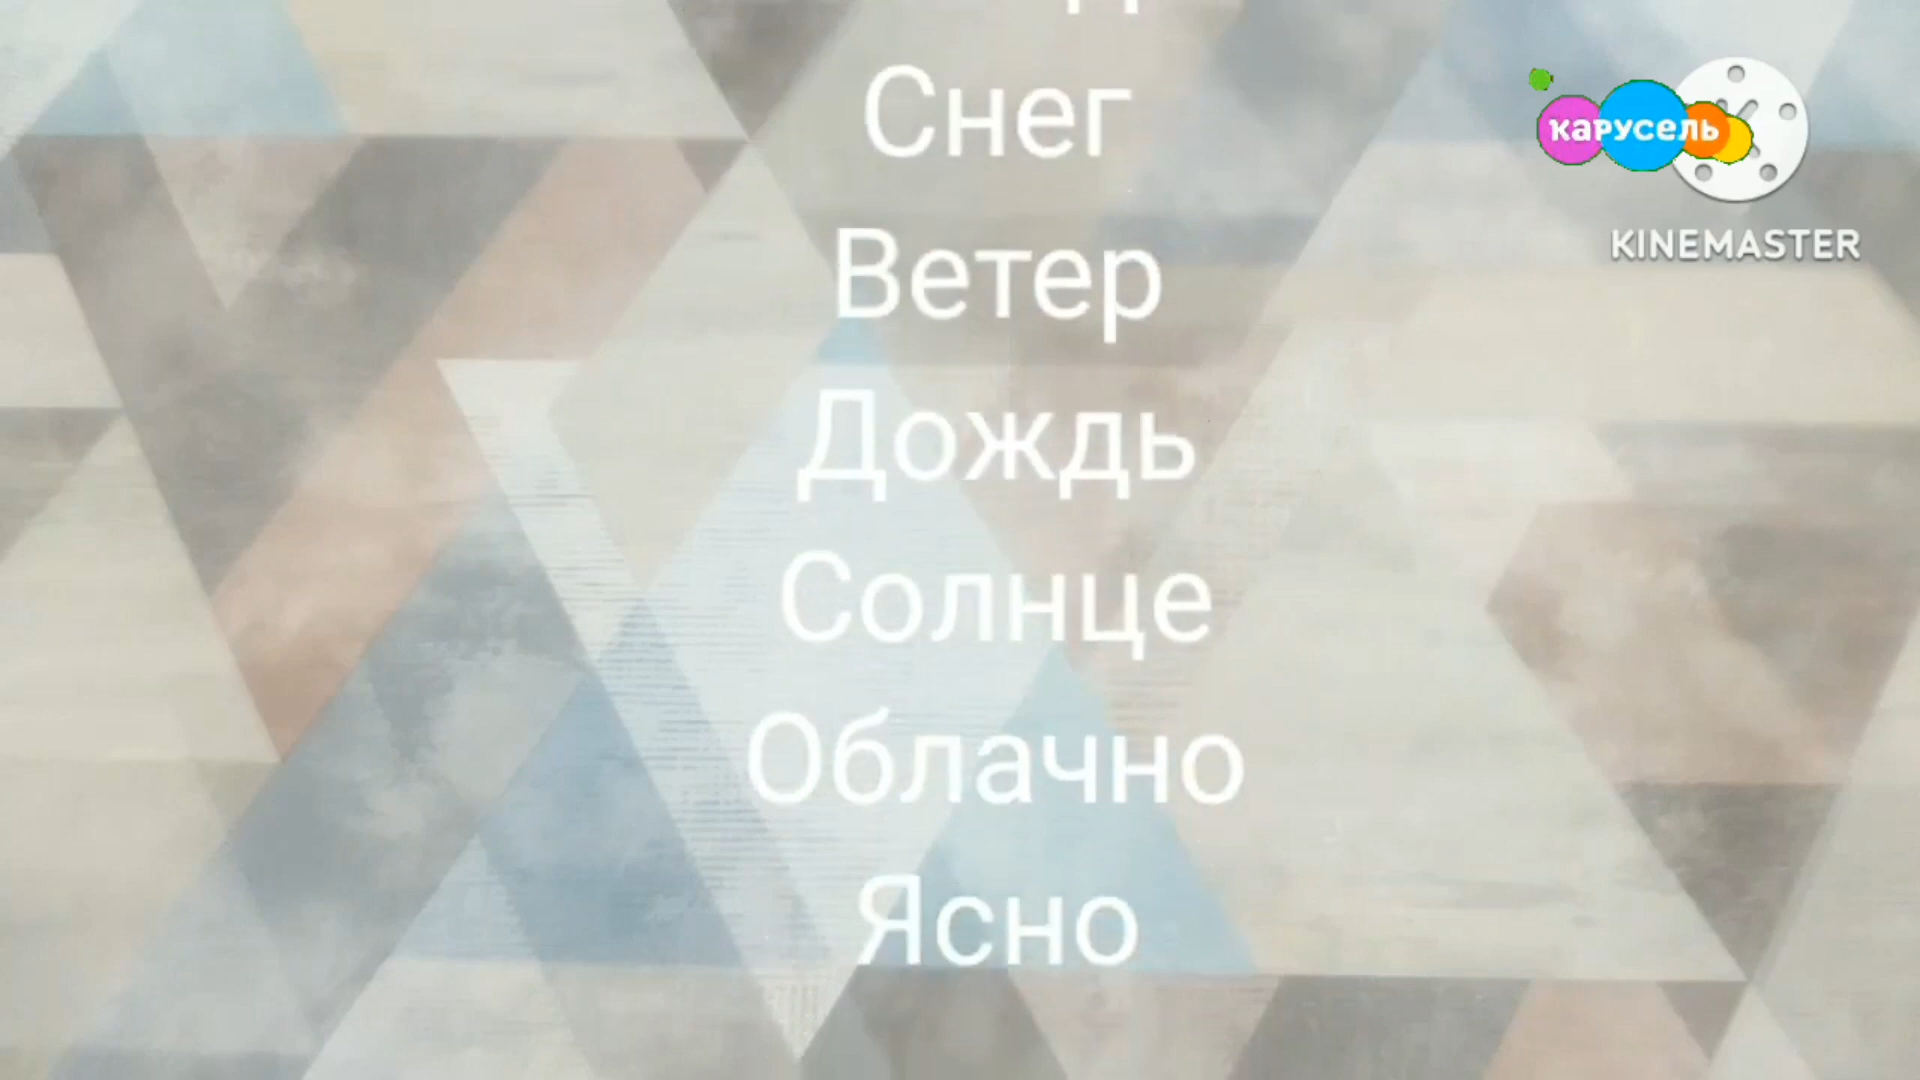 Снег
Ветер
Дождь
Солнце
Облачно
Ясно
карусель
KINEMASTER